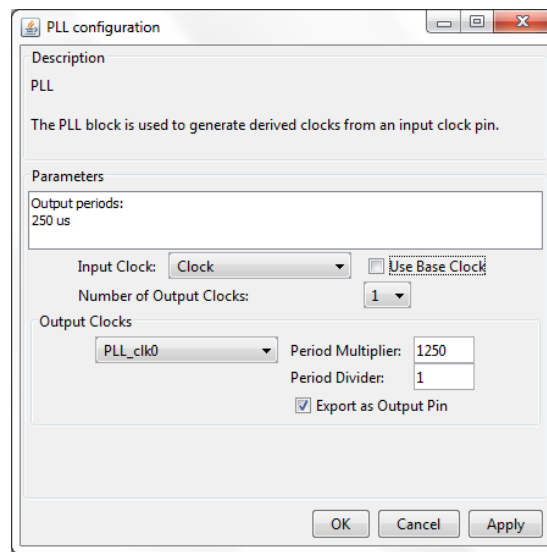 PLL configuration
Description
PLL
The PLL block is used to generate derived clocks from an input clock pin.
Parameters
Output periods:
250 us
Input Clock: Clock Use Base Clock
Number of Output Clocks: 1
Output Clocks
PLL_clk0 Period Multiplier: 1250
Period Divider: 1
Export as Output Pin
OK Cancel Apply